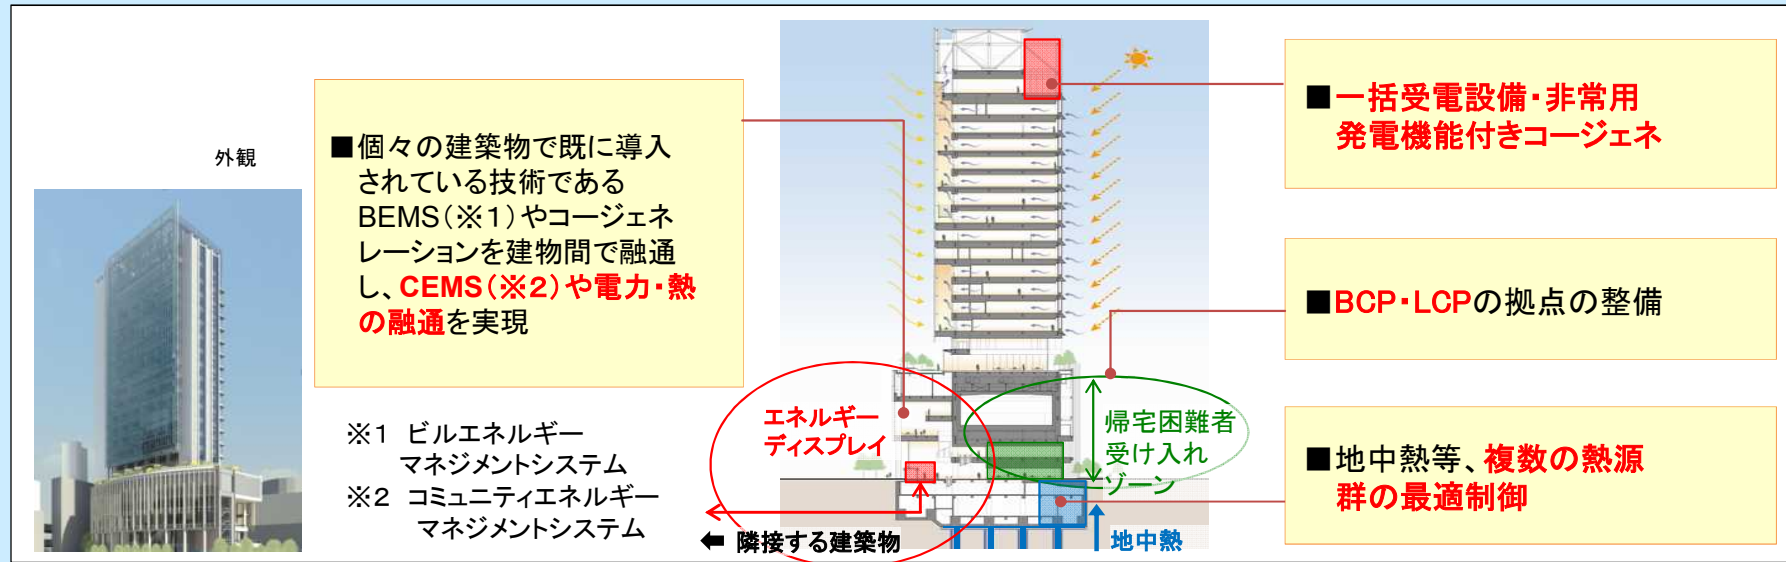 外観
■個々の建築物で既に導入
されている技術である
BEMS(※1)やコージェネ
レーションを建物間で融通
し、CEMS(※2)や電力・熱
の融通を実現
※1 ビルエネルギー
マネジメントシステム
※2 コミュニティエネルギー
マネジメントシステム
エネルギー
ディスプレイ
帰宅困難者
受け入れ
ゾーン
⬅ 隣接する建築物
地中熱
■一括受電設備・非常用
発電機能付きコージェネ
■BCP・LCPの拠点の整備
■地中熱等、複数の熱源
群の最適制御